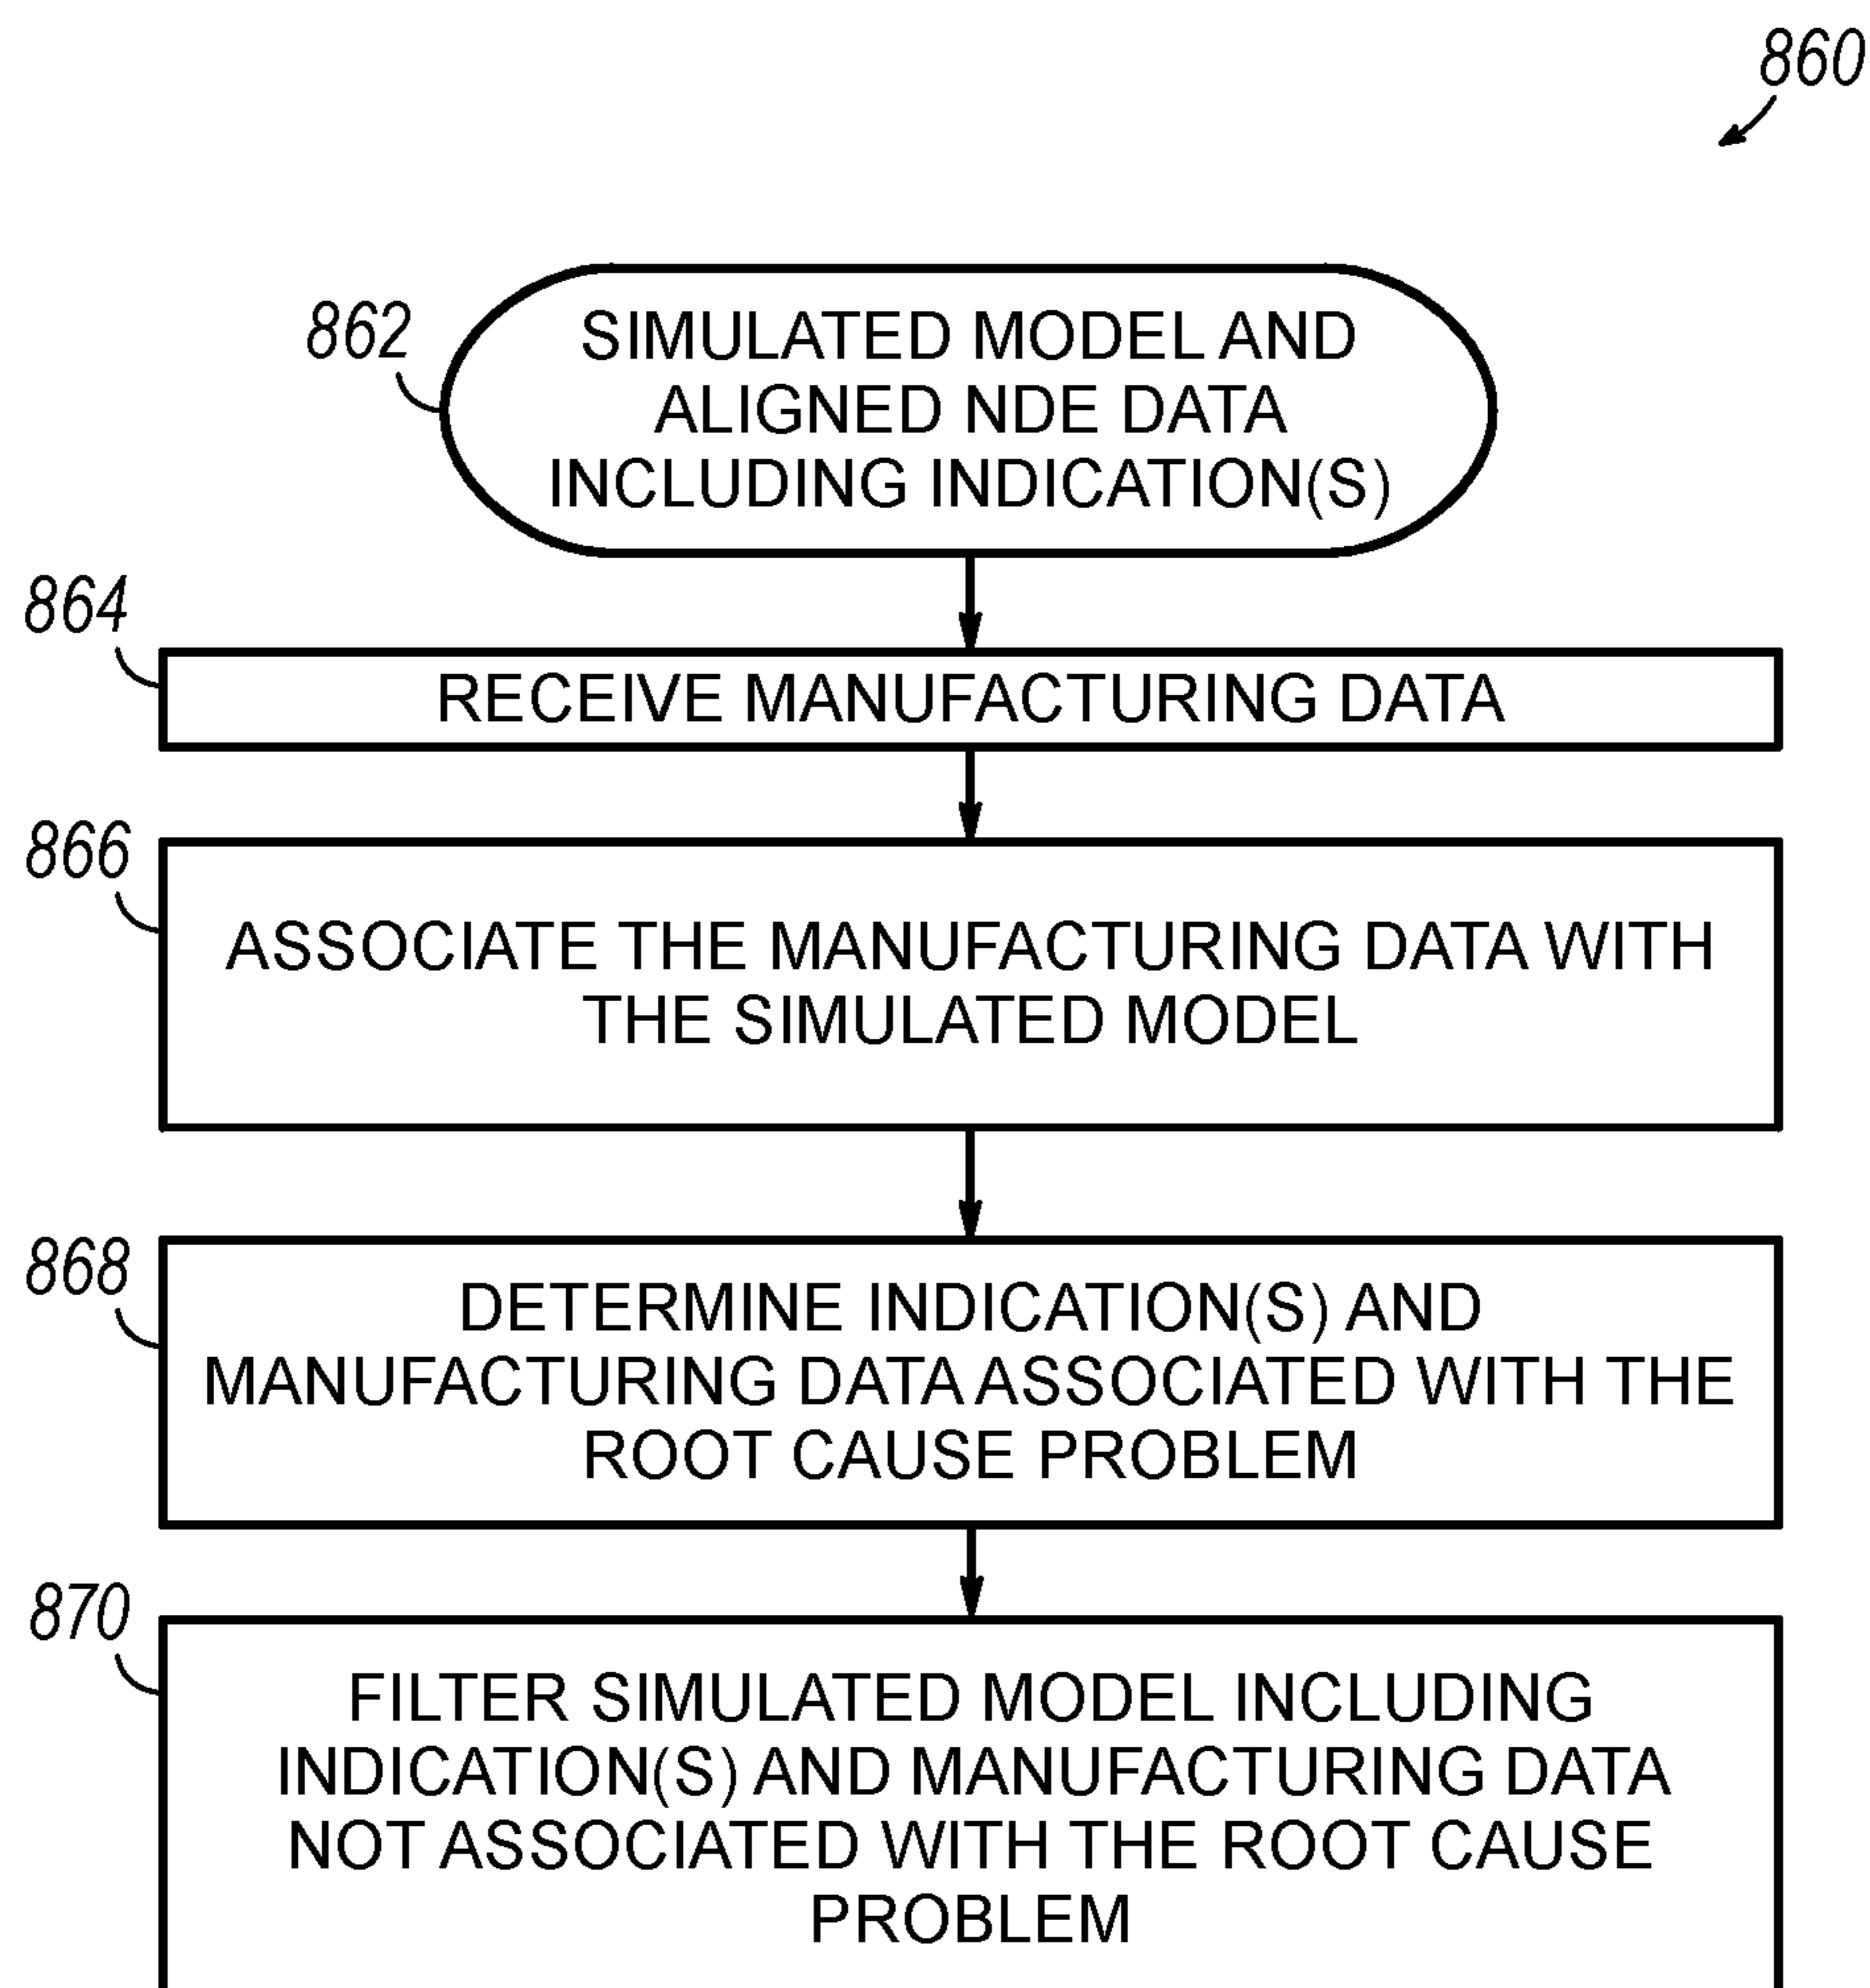 860
862
SIMULATED MODEL AND
ALIGNED NDE DATA
INCLUDING INDICATION(S)
864
RECEIVE MANUFACTURING DATA
866
ASSOCIATE THE MANUFACTURING DATA WITH
THE SIMULATED MODEL
868
DETERMINE INDICATION(S) AND
MANUFACTURING DATA ASSOCIATED WITH THE
ROOT CAUSE PROBLEM
870
FILTER SIMULATED MODEL INCLUDING
INDICATION(S) AND MANUFACTURING DATA
NOT ASSOCIATED WITH THE ROOT CAUSE
PROBLEM